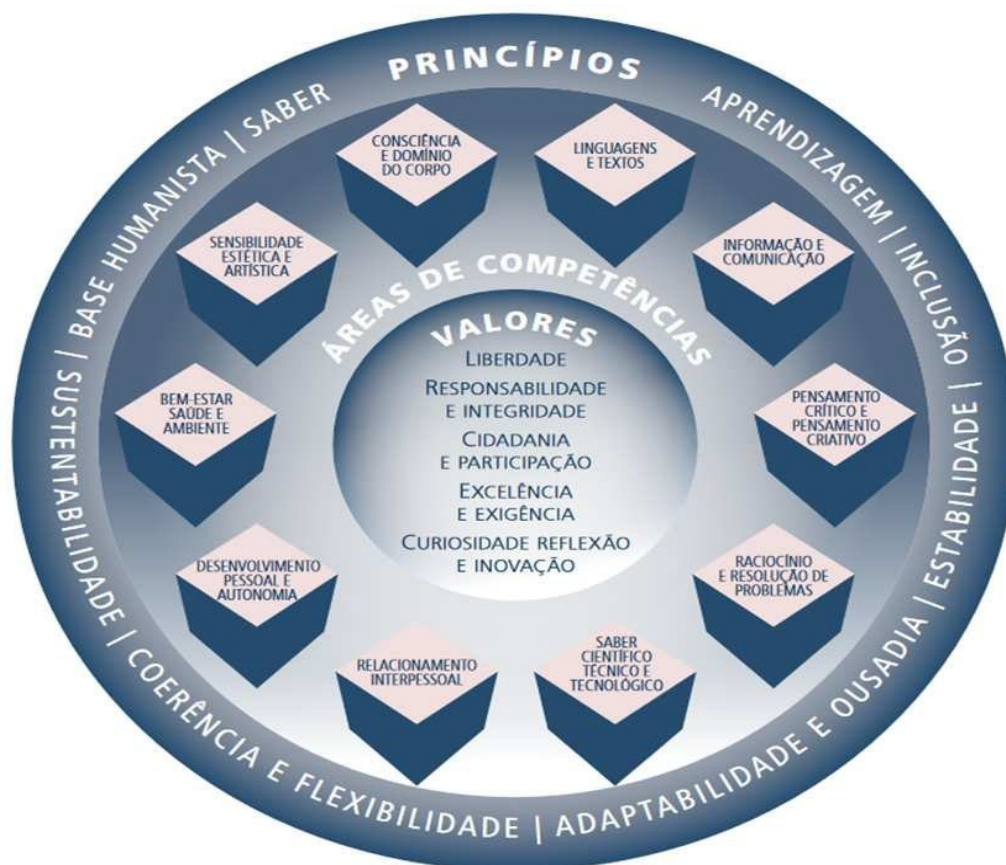 PRINCÍPIOS
BASE HUMANISTA | SABER
APRENDIZAGEM | INCLUSÃO |
ESTABILIDADE |
ADAPTABILIDADE E OUSADIA |
COERÊNCIA E FLEXIBILIDADE |
SUSTENTABILIDADE |
ÁREAS DE COMPETÊNCIAS
LINGUAGENS
E TEXTOS
INFORMAÇÃO E
COMUNICAÇÃO
PENSAMENTO
CRÍTICO E
PENSAMENTO
CRIATIVO
RACIOCÍNIO
E RESOLUÇÃO DE
PROBLEMAS
SABER
CIENTÍFICO
TÉCNICO E
TECNOLÓGICO
RELACIONAMENTO
INTERPESSOAL
DESENVOLVIMENTO
PESSOAL E
AUTONOMIA
BEM-ESTAR
SAÚDE E
AMBIENTE
SENSIBILIDADE
ESTÉTICA E
ARTÍSTICA
CONSCIÊNCIA
E DOMÍNIO
DO CORPO
VALORES
LIBERDADE
RESPONSABILIDADE
E INTEGRIDADE
CIDADANIA
E PARTICIPAÇÃO
EXCELÊNCIA
E EXIGÊNCIA
CURIOSIDADE REFLEXÃO
E INOVAÇÃO